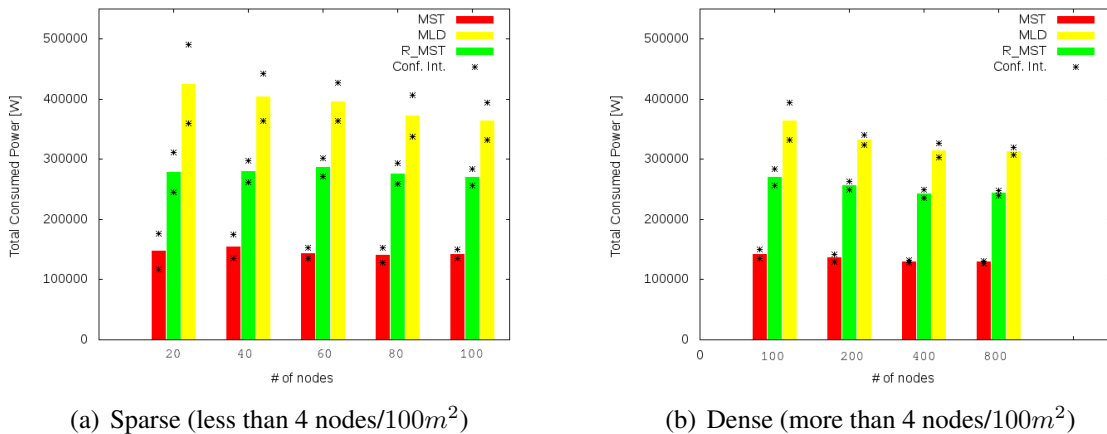 500000
400000
300000
200000
100000
0
Total Consumed Power [W]
MST
MLD
R_MST
Conf. Int.
20 40 60 80 100
# of nodes
(a) Sparse (less than 4 nodes/100m²)
500000
400000
300000
200000
100000
0
Total Consumed Power [W]
MST
MLD
R_MST
Conf. Int.
0 100 200 400 800
# of nodes
(b) Dense (more than 4 nodes/100m²)